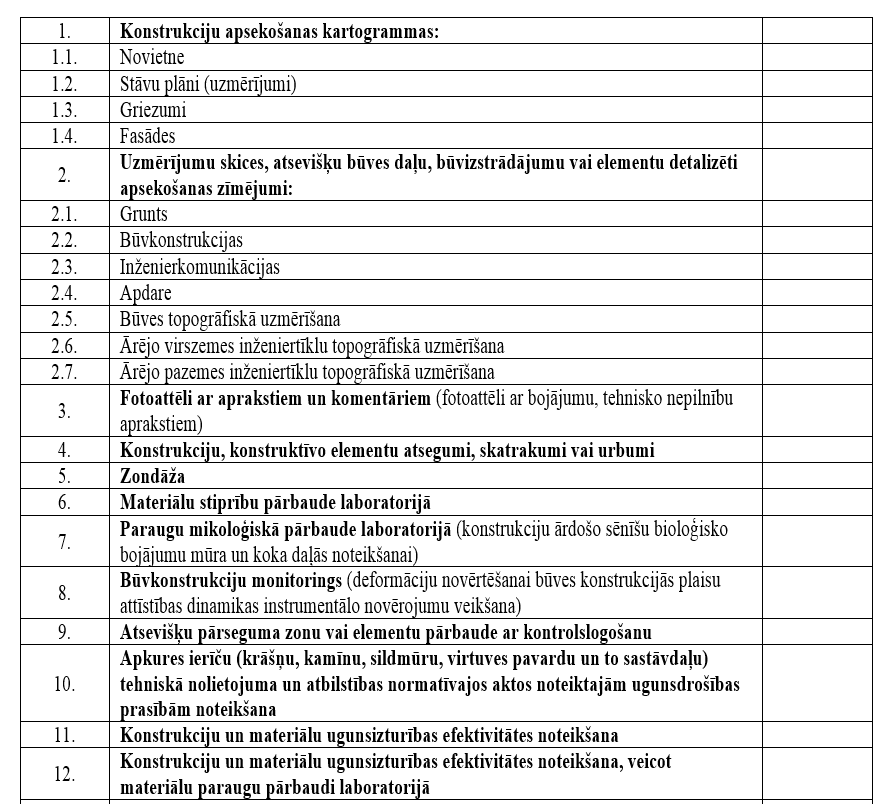 1. Konstrukciju apsekošanas kartogrammas:
1.1. Novietne
1.2. Stāvu plāni (uzmērījumi)
1.3. Griezumi
1.4. Fasādes
2. Uzmērījumu skices, atsevišķu būves daļu, būvizstrādājumu vai elementu detalizēti
apsekošanas zīmējumi:
2.1. Grunts
2.2. Būvkonstrukcijas
2.3. Inženierkomunikācijas
2.4. Apdare
2.5. Būves topogrāfiskā uzmērīšana
2.6. Ārējo virszemes inženiertīklu topogrāfiskā uzmērīšana
2.7. Ārējo pazemes inženiertīklu topogrāfiskā uzmērīšana
3. Fotoattēli ar aprakstiem un komentāriem (fotoattēli ar bojājumu, tehnisko nepilnību
aprakstiem)
4. Konstrukciju, konstruktīvo elementu atsegumi, skatrakumi vai urbumi
5. Zondāža
6. Materiālu stiprību pārbaude laboratorijā
7. Paraugu mikoloģiskā pārbaude laboratorijā (konstrukciju ārdošo sēnīšu bioloģisko
bojājumu mūra un koka daļās noteikšanai)
8. Būvkonstrukciju monitorings (deformāciju novērtēšanai būves konstrukcijās plaisu
attīstības dinamikas instrumentālo novērojumu veikšana)
9. Atsevišķu pārseguma zonu vai elementu pārbaude ar kontrolslogošanu
10. Apkures ierīču (krāšņu, kamīnu, sildmūru, virtuves pavardu un to sastāvdaļu)
tehniskā nolietojuma un atbilstības normatīvajos aktos noteiktajām ugunsdrošības
prasībām noteikšana
11. Konstrukciju un materiālu ugunsizturības efektivitātes noteikšana
12. Konstrukciju un materiālu ugunsizturības efektivitātes noteikšana, veicot
materiālu paraugu pārbaudi laboratorijā